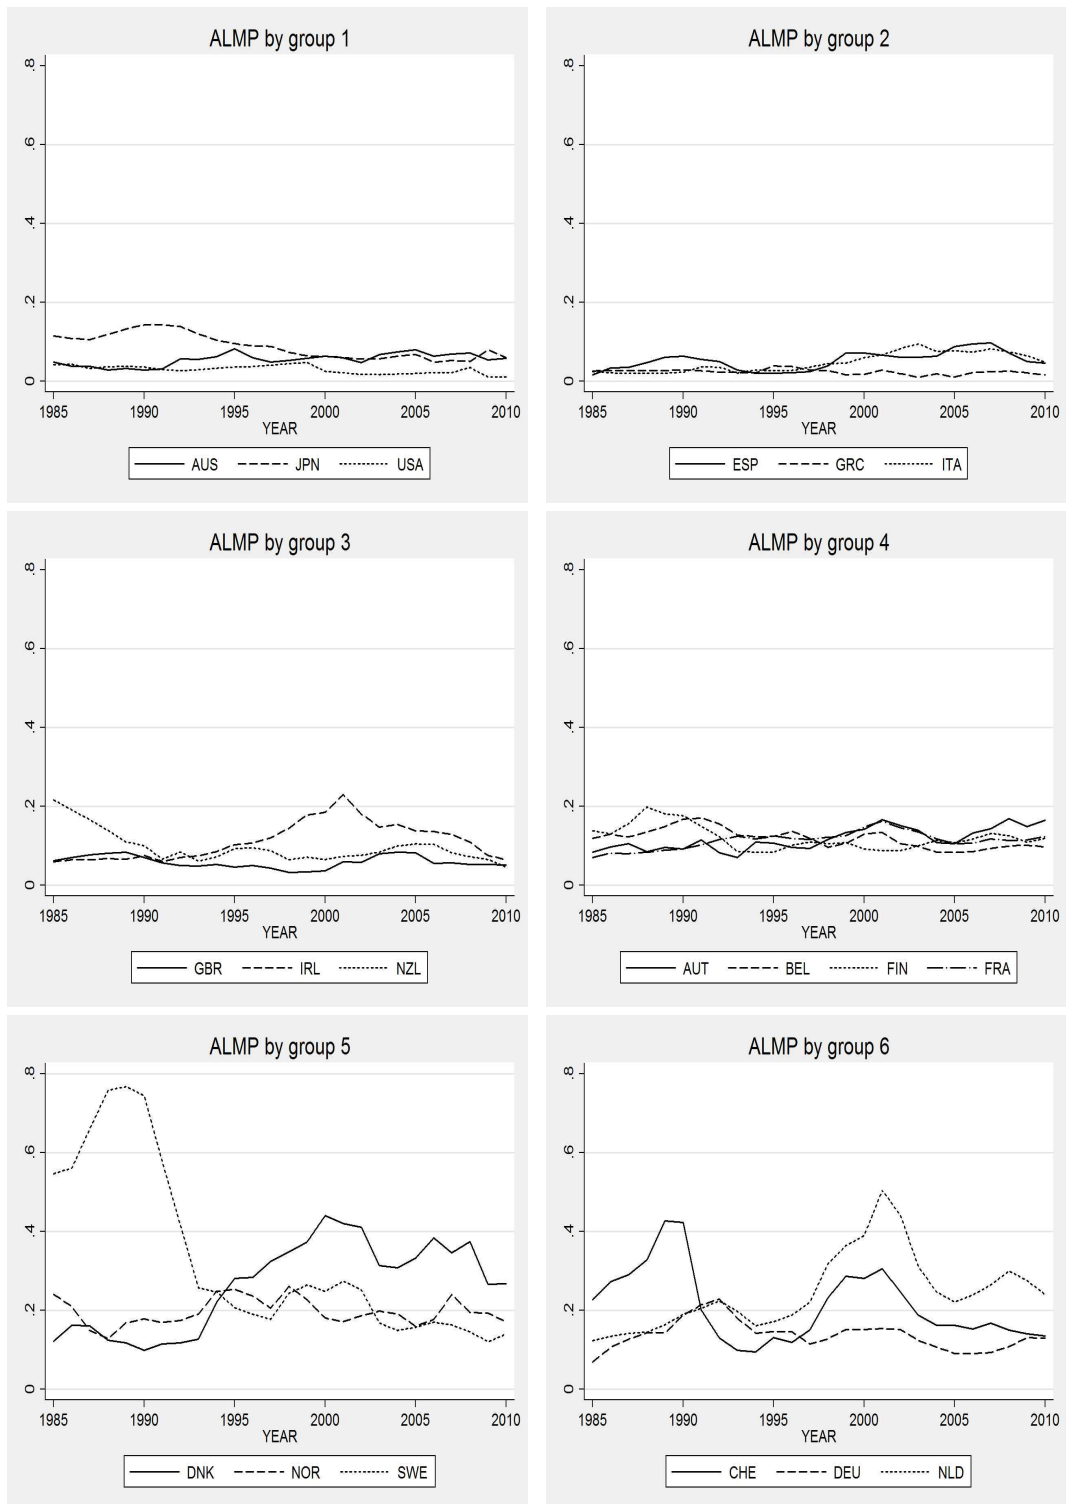 ALMP by group 1
.8
.6
.4
.2
0
1985 1990 1995 2000 2005 2010
YEAR
AUS JPN USA
ALMP by group 2
.8
.6
.4
.2
0
1985 1990 1995 2000 2005 2010
YEAR
ESP GRC ITA
ALMP by group 3
.8
.6
.4
.2
0
1985 1990 1995 2000 2005 2010
YEAR
GBR IRL NZL
ALMP by group 4
.8
.6
.4
.2
0
1985 1990 1995 2000 2005 2010
YEAR
AUT BEL FIN FRA
ALMP by group 5
.8
.6
.4
.2
0
1985 1990 1995 2000 2005 2010
YEAR
DNK NOR SWE
ALMP by group 6
.8
.6
.4
.2
0
1985 1990 1995 2000 2005 2010
YEAR
CHE DEU NLD